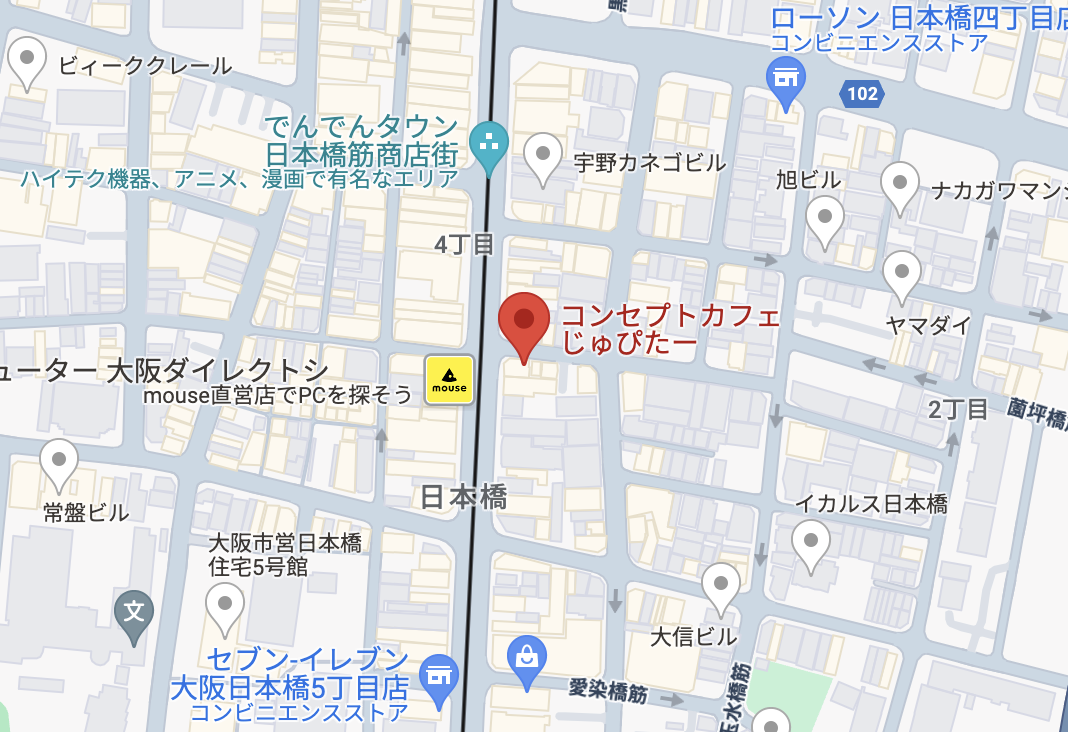 ローソン 日本橋四丁目店
コンビニエンスストア
ビィーククレール
102
でんでんタウン
日本橋筋商店街
ハイテク機器、アニメ、漫画で有名なエリア
宇野カネゴビル
旭ビル
ナカガワマンシ
4丁目
ヤマダイ
コンセプトカフェ
じゅぴたー
ューター 大阪ダイレクトシ
mouse直営店でPCを探そう
mouse
2丁目
薗坪橋
日本橋
イカルス日本橋
常盤ビル
大阪市営日本橋
住宅5号館
文
大信ビル
セブン-イレブン
大阪日本橋5丁目店
コンビニエンスストア
愛染橋筋
玉水橋筋